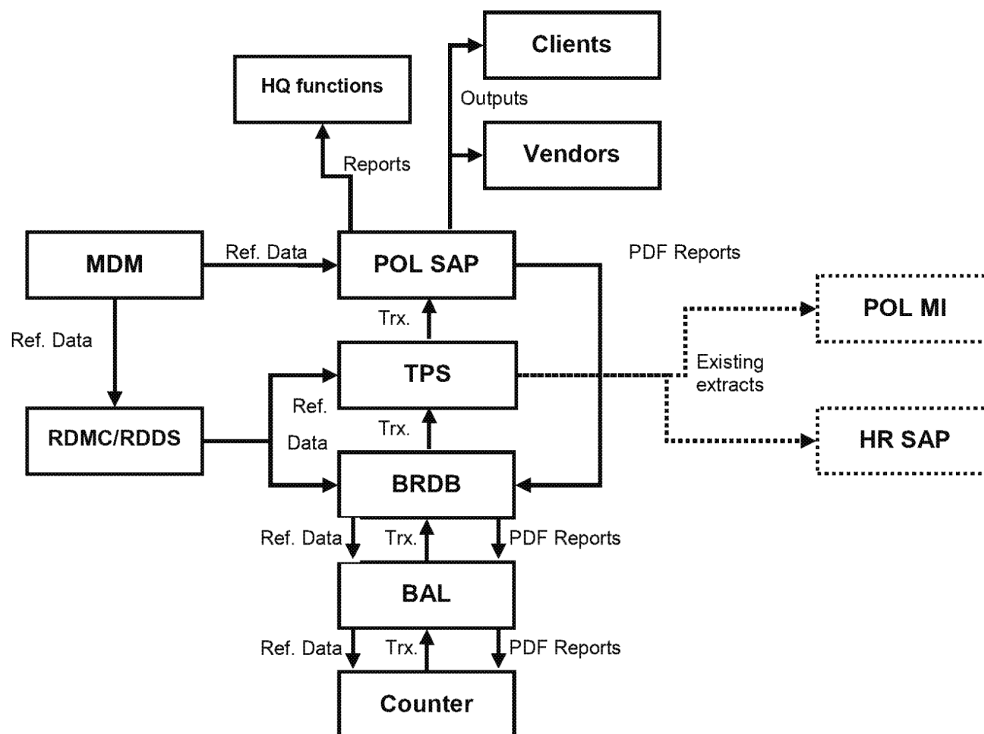 Clients
HQ functions
Outputs
Vendors
Reports
MDM
Ref. Data
POL SAP
PDF Reports
POL MI
Trx.
Ref. Data
TPS
Existing
extracts
Ref.
RDMC/RDDS
Data
Trx.
HR SAP
BRDB
Ref. Data
Trx.
PDF Reports
BAL
Ref. Data
Trx.
PDF Reports
Counter